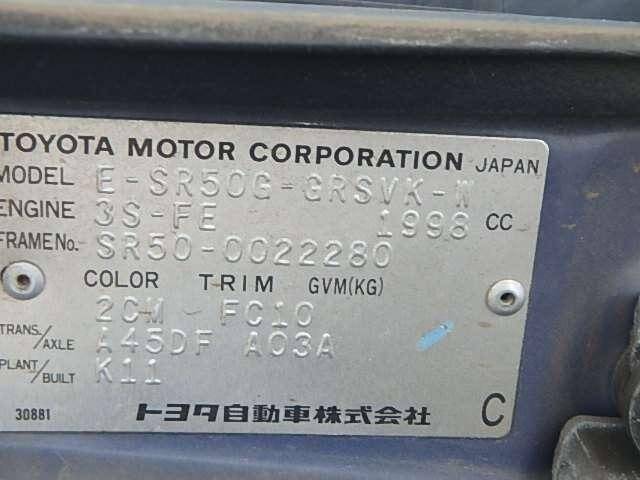 TOYOTA MOTOR CORPORATION JAPAN
MODEL E-SR50G-GRSVK-W
ENGINE 3S-FE 1998 CC
FRAME No. SR50-0022280
COLOR TRIM GVM(KG)
2CM FC10
TRANS./AXLE A45DF A03A
PLANT/BUILT K11
30881 トヨタ自動車株式会社 C